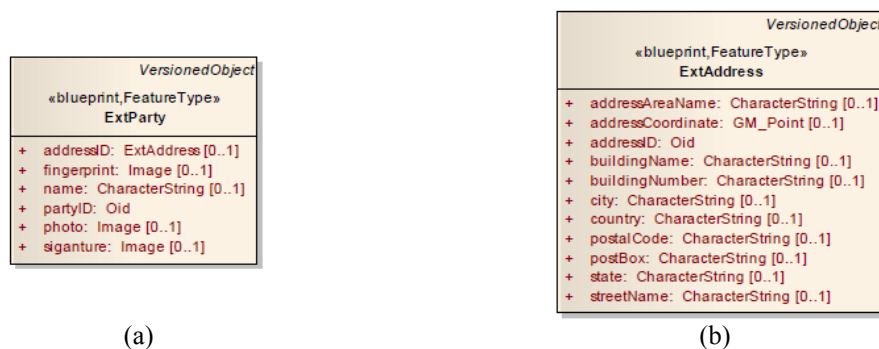 VersionedObject
«blueprint,FeatureType»
ExtParty
+ addressID: ExtAddress [0..1]
+ fingerprint: Image [0..1]
+ name: CharacterString [0..1]
+ partyID: Oid
+ photo: Image [0..1]
+ siganture: Image [0..1]
(a)
VersionedObject
«blueprint,FeatureType»
ExtAddress
+ addressAreaName: CharacterString [0..1]
+ addressCoordinate: GM_Point [0..1]
+ addressID: Oid
+ buildingName: CharacterString [0..1]
+ buildingNumber: CharacterString [0..1]
+ city: CharacterString [0..1]
+ country: CharacterString [0..1]
+ postalCode: CharacterString [0..1]
+ postBox: CharacterString [0..1]
+ state: CharacterString [0..1]
+ streetName: CharacterString [0..1]
(b)